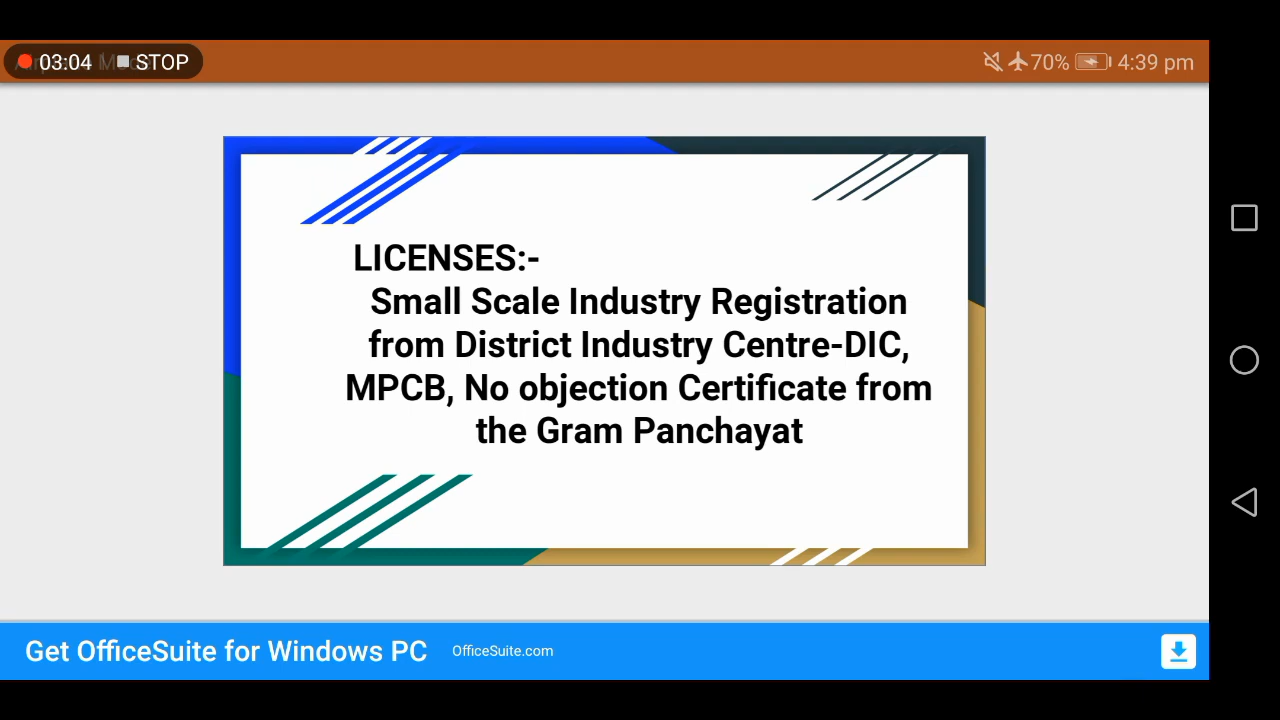 03:04 STOP
70% 4:39 pm
LICENSES:-
Small Scale Industry Registration
from District Industry Centre-DIC,
MPCB, No objection Certificate from
the Gram Panchayat
Get OfficeSuite for Windows PC OfficeSuite.com